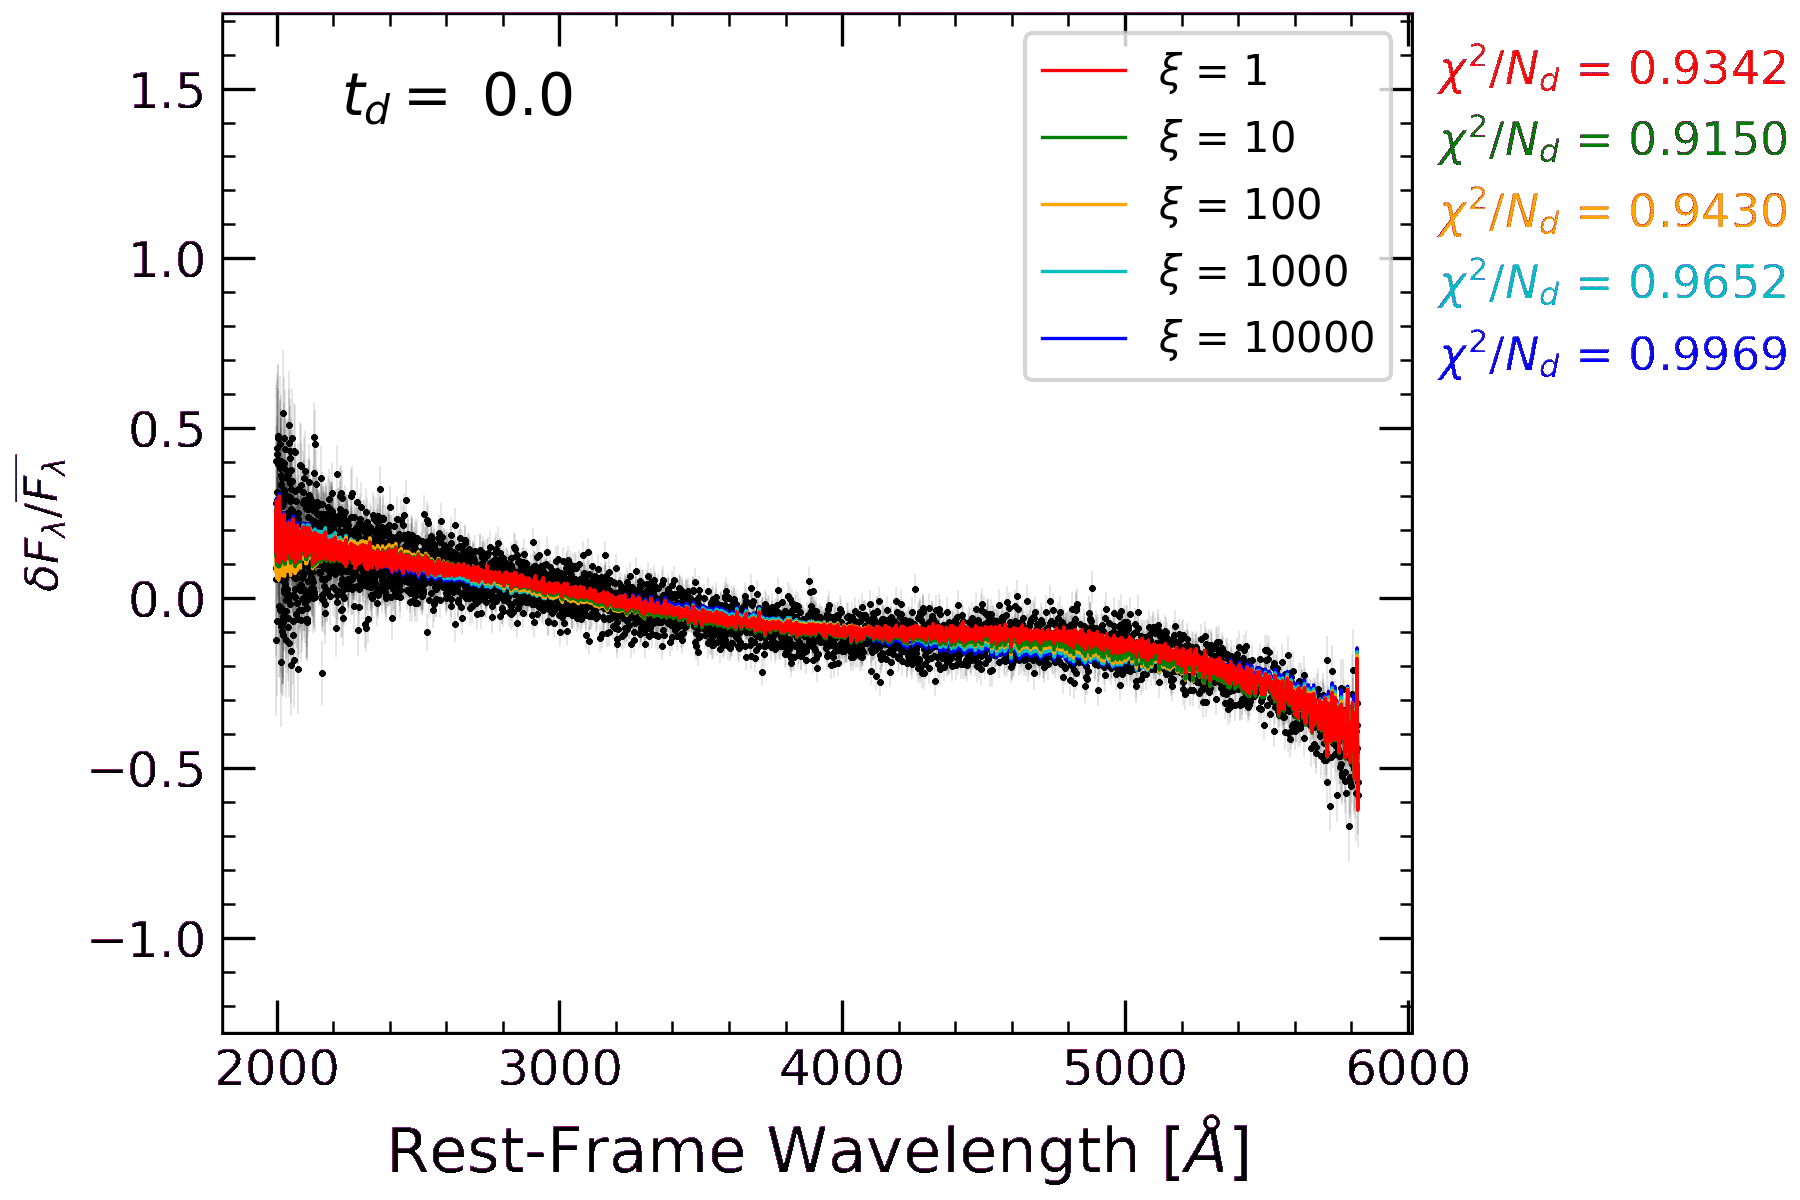 t_d = 0.0
ξ = 1
ξ = 10
ξ = 100
ξ = 1000
ξ = 10000
χ²/N_d = 0.9342
χ²/N_d = 0.9150
χ²/N_d = 0.9430
χ²/N_d = 0.9652
χ²/N_d = 0.9969
1.5
1.0
0.5
0.0
−0.5
−1.0
δF_λ/F̅_λ
2000 3000 4000 5000 6000
Rest-Frame Wavelength [Å]